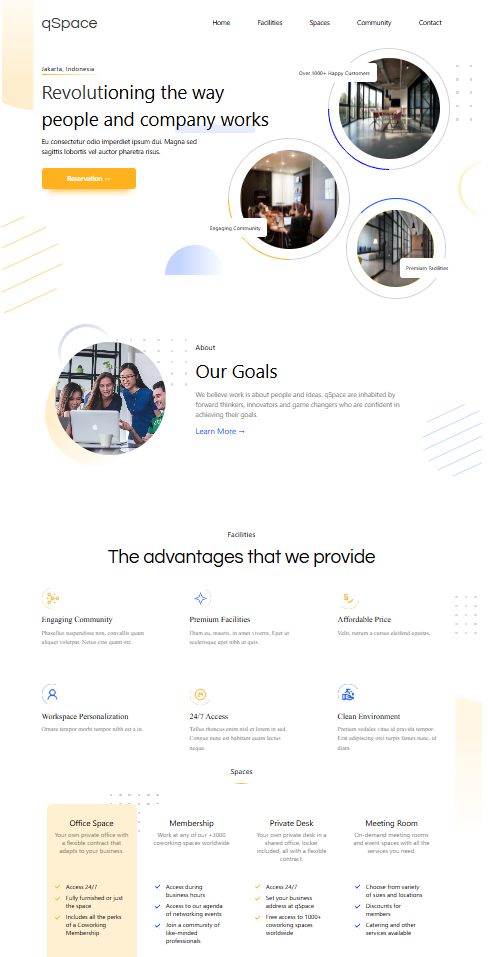 qSpace
Home
Facilities
Spaces
Community
Contact
Jakarta, Indonesia
Over 1000+ Happy Customers
Revolutioning the way
people and company works
Eu consectetur odio imperdiet ipsum dui. Magna sed
sagittis lobortis vel auctor pharetra risus.
Reservation →
Engaging Community
Premium Facilities
About
Our Goals
We believe work is about people and ideas. qSpace are inhabited by
forward thinkers, innovators and game changers who are confident in
achieving their goals.
Learn More →
Facilities
The advantages that we provide
Engaging Community
Phasellus suspendisse non, convallis quam
aliquet volutpat. Netus cras quam orc.
Premium Facilities
Diam eu, mauris, in amet viverra. Eget ut
scelerisque eget nibh ut quis.
Affordable Price
Velit, rutrum a cursus eleifend egestas.
Workspace Personalization
Ornare tempor morbi tempor nibh est a in.
24/7 Access
Tellus rhoncus enim nisl at lorem in sed.
Congue nunc est habitant quam lectus
neque.
Clean Environment
Pretium sodales vitae id gravida tempor.
Erat adipiscing orci turpis fames nunc, id
diam.
Spaces
Office Space
Your own private office with
a flexible contract that
adapts to your business.
Access 24/7
Fully furnished or just
the space
Includes all the perks
of a Coworking
Membership
Membership
Work at any of our +3000
coworking spaces worldwide
Access during
business hours
Access to our agenda
of networking events
Join a community of
like-minded
professionals
Private Desk
Your own private desk in a
shared office, locker
included, all with a flexible
contract.
Access 24/7
Set your business
address at qSpace
Free access to 1000+
coworking spaces
worldwide
Meeting Room
On-demand meeting rooms
and event spaces with all the
services you need.
Choose from variety
of sizes and locations
Discounts for
members
Catering and other
services available